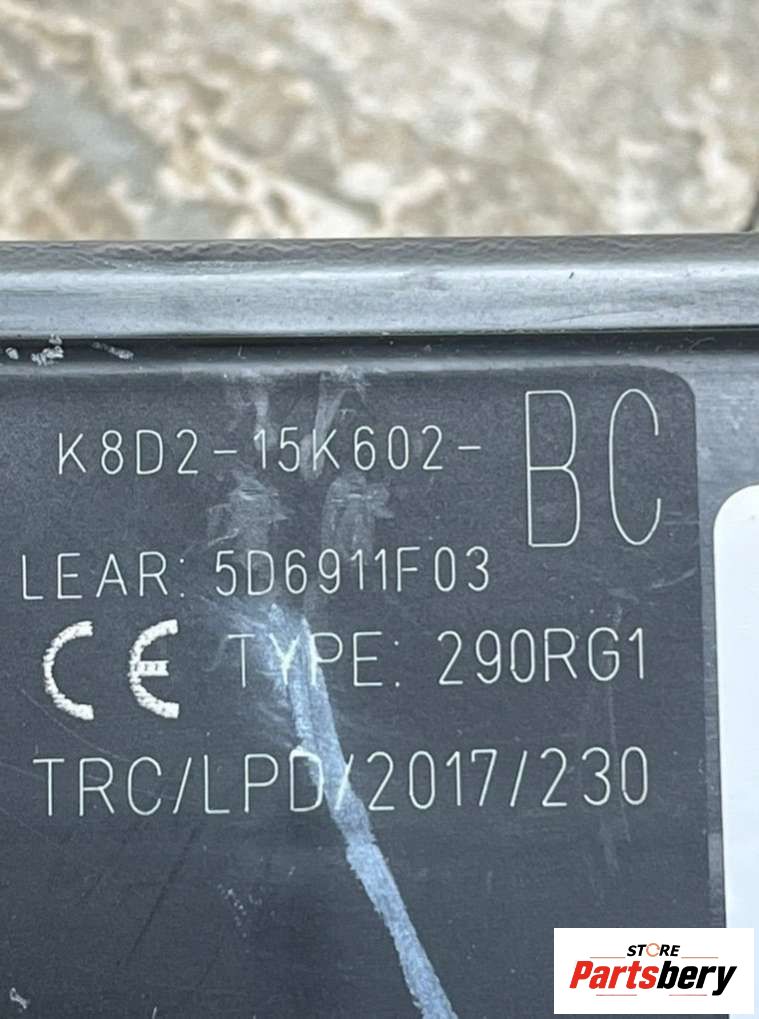 K8D2-15K602-BC
LEAR: 5D6911F03
CE TYPE: 290RG1
TRC/LPD/2017/230
STORE
Partsbery